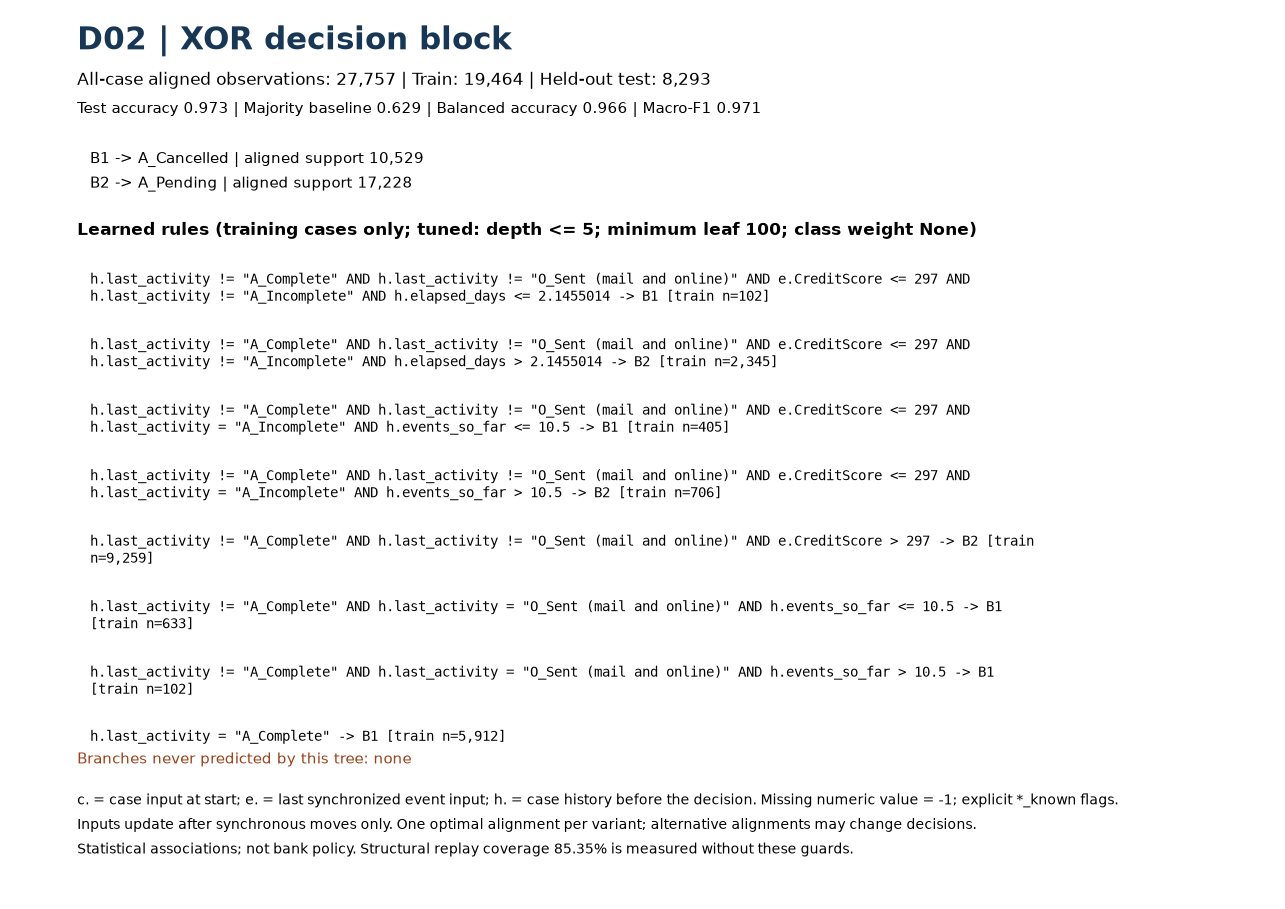 D02 | XOR decision block
All-case aligned observations: 27,757 | Train: 19,464 | Held-out test: 8,293
Test accuracy 0.973 | Majority baseline 0.629 | Balanced accuracy 0.966 | Macro-F1 0.971
B1 -> A_Cancelled | aligned support 10,529
B2 -> A_Pending | aligned support 17,228
Learned rules (training cases only; tuned: depth <= 5; minimum leaf 100; class weight None)
h.last_activity != "A_Complete" AND h.last_activity != "O_Sent (mail and online)" AND e.CreditScore <= 297 AND
h.last_activity != "A_Incomplete" AND h.elapsed_days <= 2.1455014 -> B1 [train n=102]
h.last_activity != "A_Complete" AND h.last_activity != "O_Sent (mail and online)" AND e.CreditScore <= 297 AND
h.last_activity != "A_Incomplete" AND h.elapsed_days > 2.1455014 -> B2 [train n=2,345]
h.last_activity != "A_Complete" AND h.last_activity != "O_Sent (mail and online)" AND e.CreditScore <= 297 AND
h.last_activity = "A_Incomplete" AND h.events_so_far <= 10.5 -> B1 [train n=405]
h.last_activity != "A_Complete" AND h.last_activity != "O_Sent (mail and online)" AND e.CreditScore <= 297 AND
h.last_activity = "A_Incomplete" AND h.events_so_far > 10.5 -> B2 [train n=706]
h.last_activity != "A_Complete" AND h.last_activity != "O_Sent (mail and online)" AND e.CreditScore > 297 -> B2 [train
n=9,259]
h.last_activity != "A_Complete" AND h.last_activity = "O_Sent (mail and online)" AND h.events_so_far <= 10.5 -> B1
[train n=633]
h.last_activity != "A_Complete" AND h.last_activity = "O_Sent (mail and online)" AND h.events_so_far > 10.5 -> B1
[train n=102]
h.last_activity = "A_Complete" -> B1 [train n=5,912]
Branches never predicted by this tree: none
c. = case input at start; e. = last synchronized event input; h. = case history before the decision. Missing numeric value = -1; explicit *_known flags.
Inputs update after synchronous moves only. One optimal alignment per variant; alternative alignments may change decisions.
Statistical associations; not bank policy. Structural replay coverage 85.35% is measured without these guards.